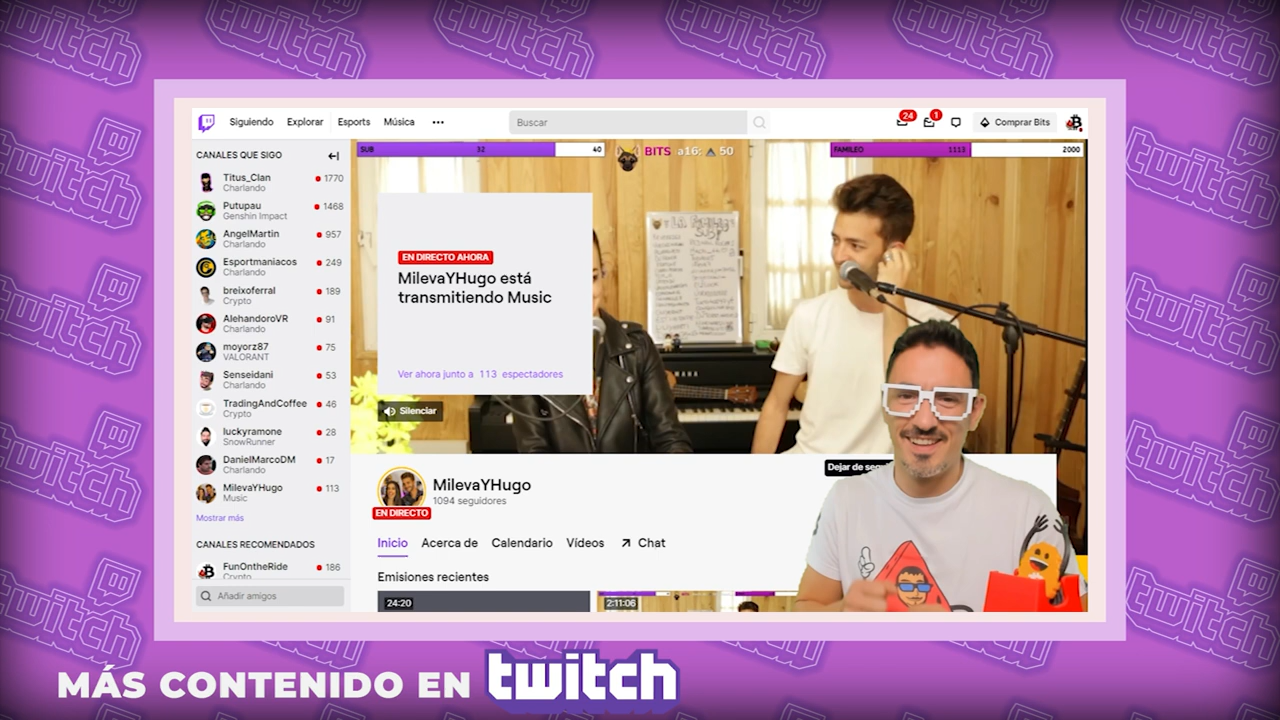 Siguiendo Explorar Esports Música ••• Buscar 24 1 Comprar Bits
CANALES QUE SIGO
Titus_Clan 1770
Charlando
Putupau 1468
Genshin Impact
AngelMartin 957
Charlando
Esportmaniacos 249
Charlando
breixoferral 189
Crypto
AlehandoroVR 91
Charlando
moyorz87 75
VALORANT
Senseidani 53
Charlando
TradingAndCoffee 46
Crypto
luckyramone 28
SnowRunner
DanielMarcoDM 17
Charlando
MilevaYHugo 113
Music
Mostrar más
CANALES RECOMENDADOS
FunOntheRide 186
Crypto
Añadir amigos
SUB 32 40
BITS a16: 50
FAMILEO 1113 2000
EN DIRECTO AHORA
MilevaYHugo está
transmitiendo Music
Ver ahora junto a 113 espectadores
Silenciar
YAMAHA
Dejar de
MilevaYHugo
1094 seguidores
EN DIRECTO
Inicio Acerca de Calendario Vídeos Chat
Emisiones recientes
24:20 2:11:06
MÁS CONTENIDO EN twitch